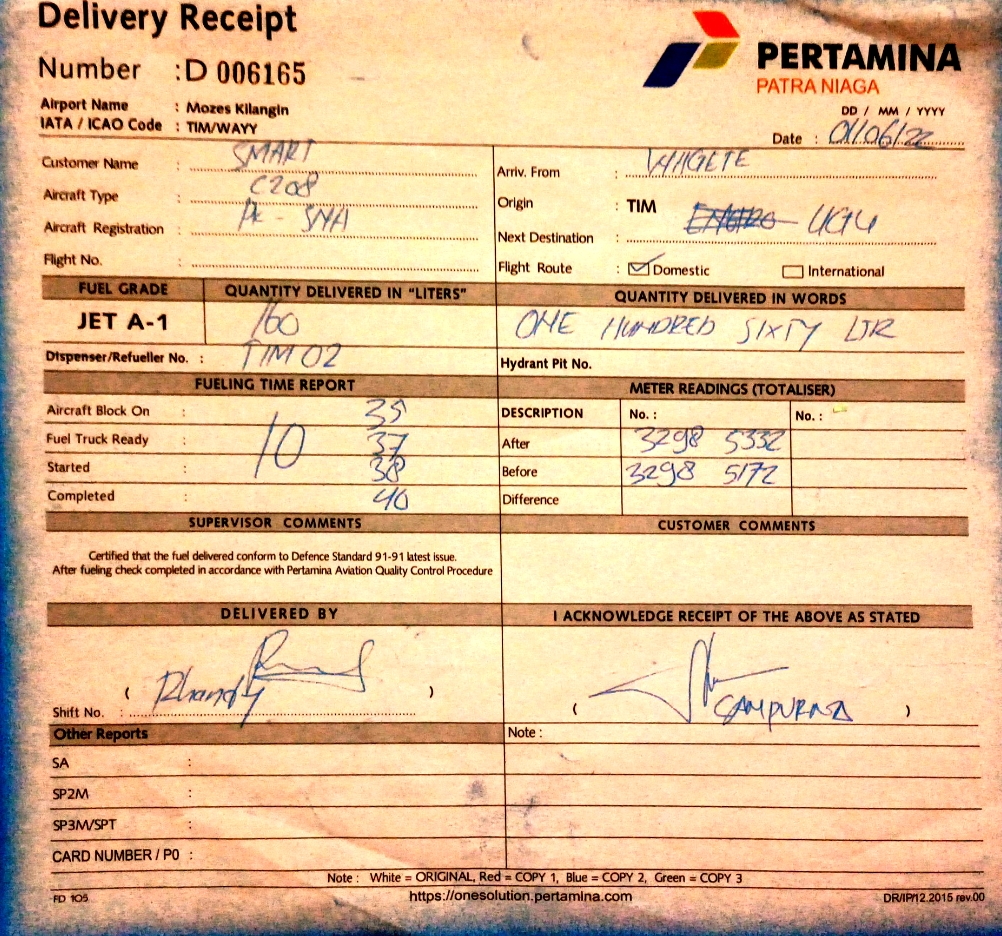 Delivery Receipt
Number : D 006165
PERTAMINA
PATRA NIAGA
Airport Name : Mozes Kilangin
IATA / ICAO Code : TIM/WAYY
DD / MM / YYYY
Date : 01/06/22
Customer Name : SMART
Aircraft Type : C208
Aircraft Registration : PK - SNH
Flight No. :
Arriv. From : WAGETE
Origin : TIM
Next Destination : UGU
Flight Route : Domestic International
FUEL GRADE QUANTITY DELIVERED IN "LITERS" QUANTITY DELIVERED IN WORDS
JET A-1 160 ONE HUNDRED SIXTY LTR
Dispenser/Refueller No. : TIM 02 Hydrant Pit No.
FUELING TIME REPORT METER READINGS (TOTALISER)
Aircraft Block On : 35 DESCRIPTION No. : No. :
Fuel Truck Ready : 10 37 After 3298 5332
Started : 38 Before 3298 5172
Completed : 40 Difference
SUPERVISOR COMMENTS CUSTOMER COMMENTS
Certified that the fuel delivered conform to Defence Standard 91-91 latest issue.
After fueling check completed in accordance with Pertamina Aviation Quality Control Procedure
DELIVERED BY I ACKNOWLEDGE RECEIPT OF THE ABOVE AS STATED
( Rhandy ) ( SAMPURNA )
Shift No. :
Other Reports Note :
SA :
SP2M :
SP3M/SPT :
CARD NUMBER / P0 :
Note : White = ORIGINAL, Red = COPY 1, Blue = COPY 2, Green = COPY 3
FD 105 https://onesolution.pertamina.com DR/IP/12.2015 rev.00